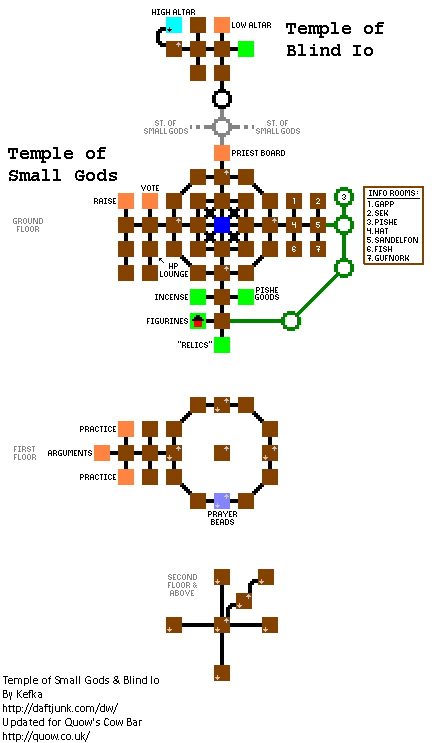 HIGH ALTAR
LOW ALTAR
Temple of
Blind Io
ST. OF
SMALL GODS
ST. OF
SMALL GODS
Temple of
Small Gods
PRIEST BOARD
VOTE
RAISE
GROUND
FLOOR
1 2
4 5
6 7
3
INFO ROOMS:
1. GAPP
2. SEK
3. PISHE
4. HAT
5. SANDELFON
6. FISH
7. GUFNORK
HP
LOUNGE
INCENSE
PISHE
GOODS
FIGURINES
"RELICS"
PRACTICE
FIRST
FLOOR
ARGUMENTS
PRACTICE
PRAYER
BEADS
SECOND
FLOOR &
ABOVE
Temple of Small Gods & Blind Io
By Kefka
http://daftjunk.com/dw/
Updated for Quow's Cow Bar
http://quow.co.uk/